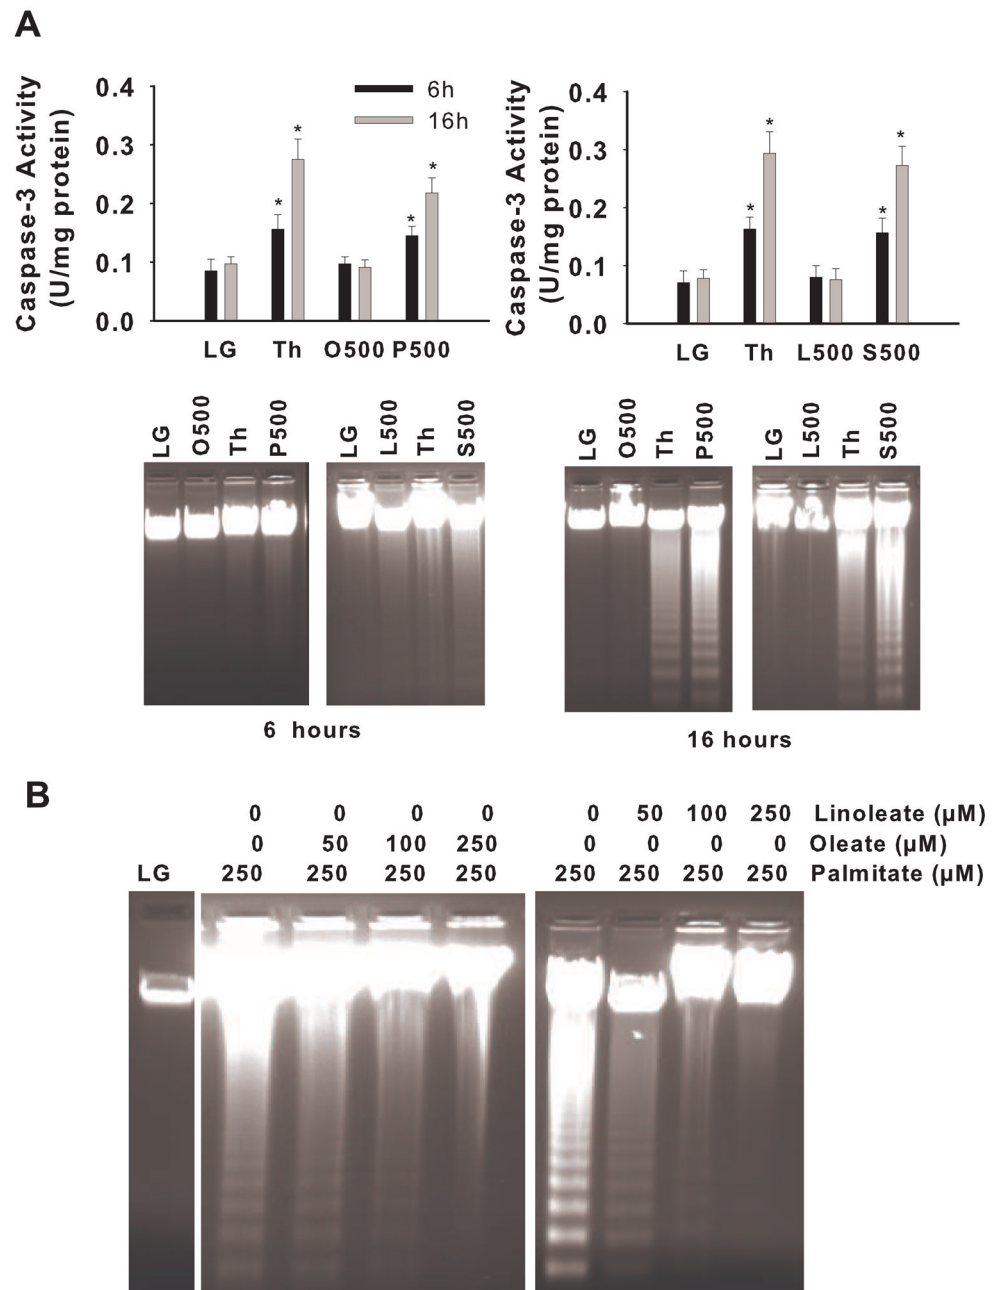 A
Caspase-3 Activity
(U/mg protein)
0.4
0.3
0.2
0.1
0.0
6h
16h
* * * *
LG Th O500 P500
Caspase-3 Activity
(U/mg protein)
0.4
0.3
0.2
0.1
0.0
* * * *
LG Th L500 S500
LG O500 Th P500
LG L500 Th S500
6 hours
LG O500 Th P500
LG L500 Th S500
16 hours
B
0 0 0 0 0 50 100 250 Linoleate (µM)
0 50 100 250 0 0 0 0 Oleate (µM)
LG 250 250 250 250 250 250 250 250 Palmitate (µM)